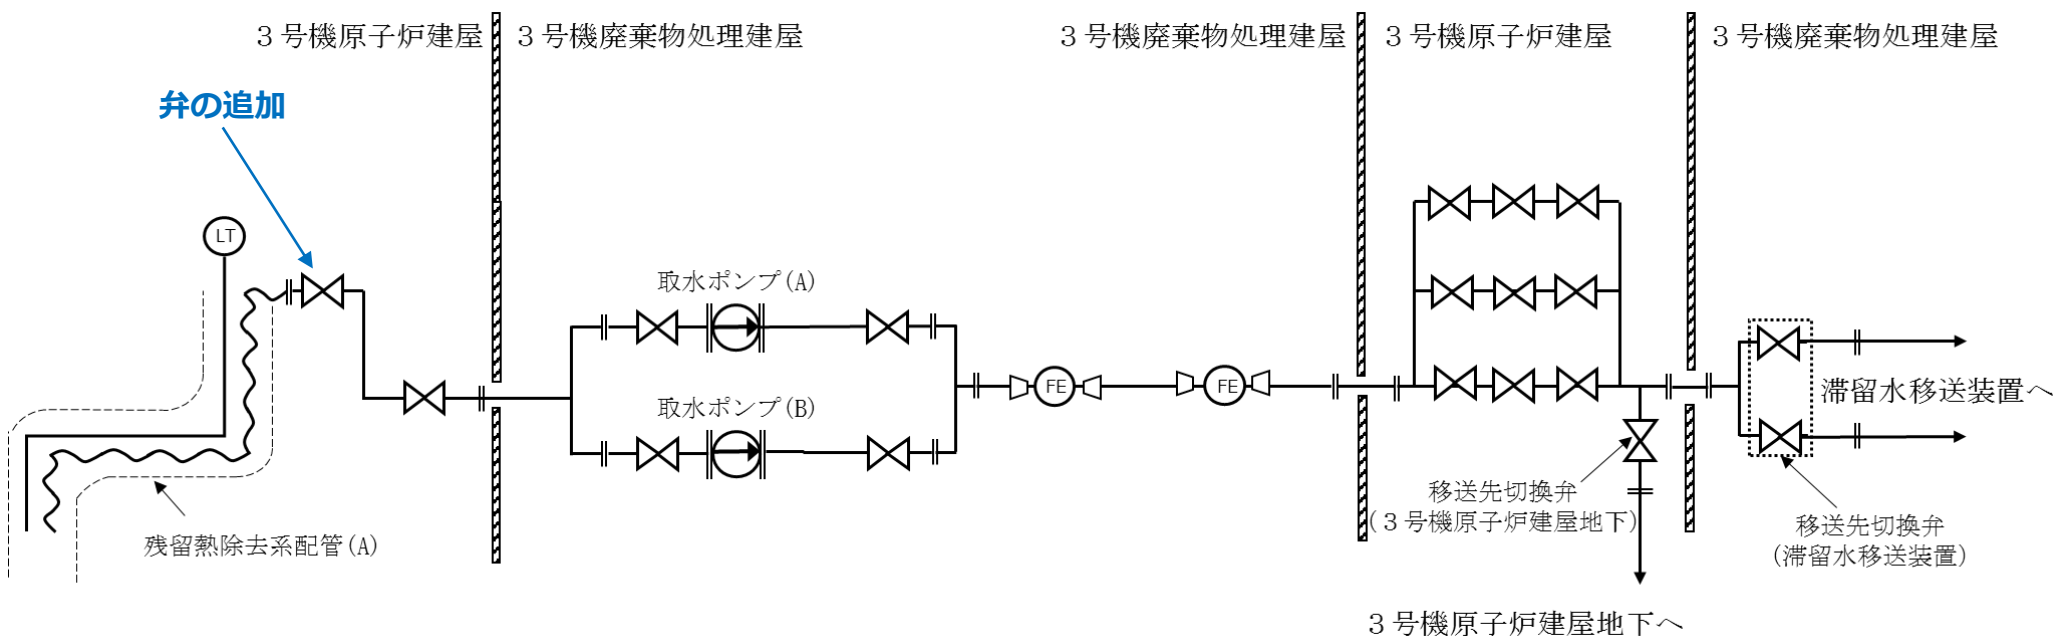 ３号機原子炉建屋
３号機廃棄物処理建屋
３号機廃棄物処理建屋
３号機原子炉建屋
３号機廃棄物処理建屋
弁の追加
LT
取水ポンプ(A)
FE
FE
取水ポンプ(B)
滞留水移送装置へ
残留熱除去系配管(A)
移送先切換弁
(３号機原子炉建屋地下)
移送先切換弁
(滞留水移送装置)
３号機原子炉建屋地下へ